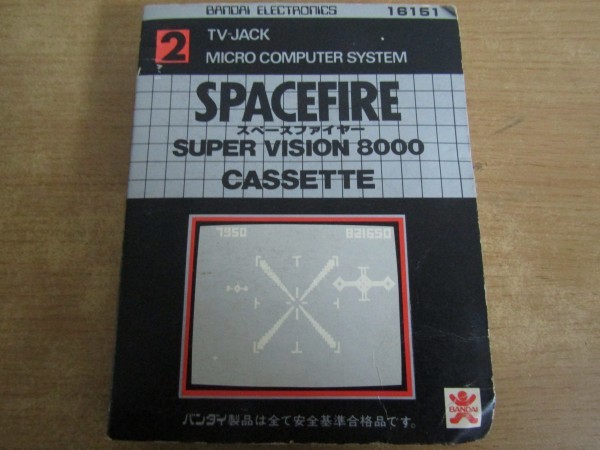 BANDAI ELECTRONICS 16151
2 TV-JACK
MICRO COMPUTER SYSTEM
SPACEFIRE
スペースファイヤー
SUPER VISION 8000
CASSETTE
7950 821550
バンダイ製品は全て安全基準合格品です。
BANDAI